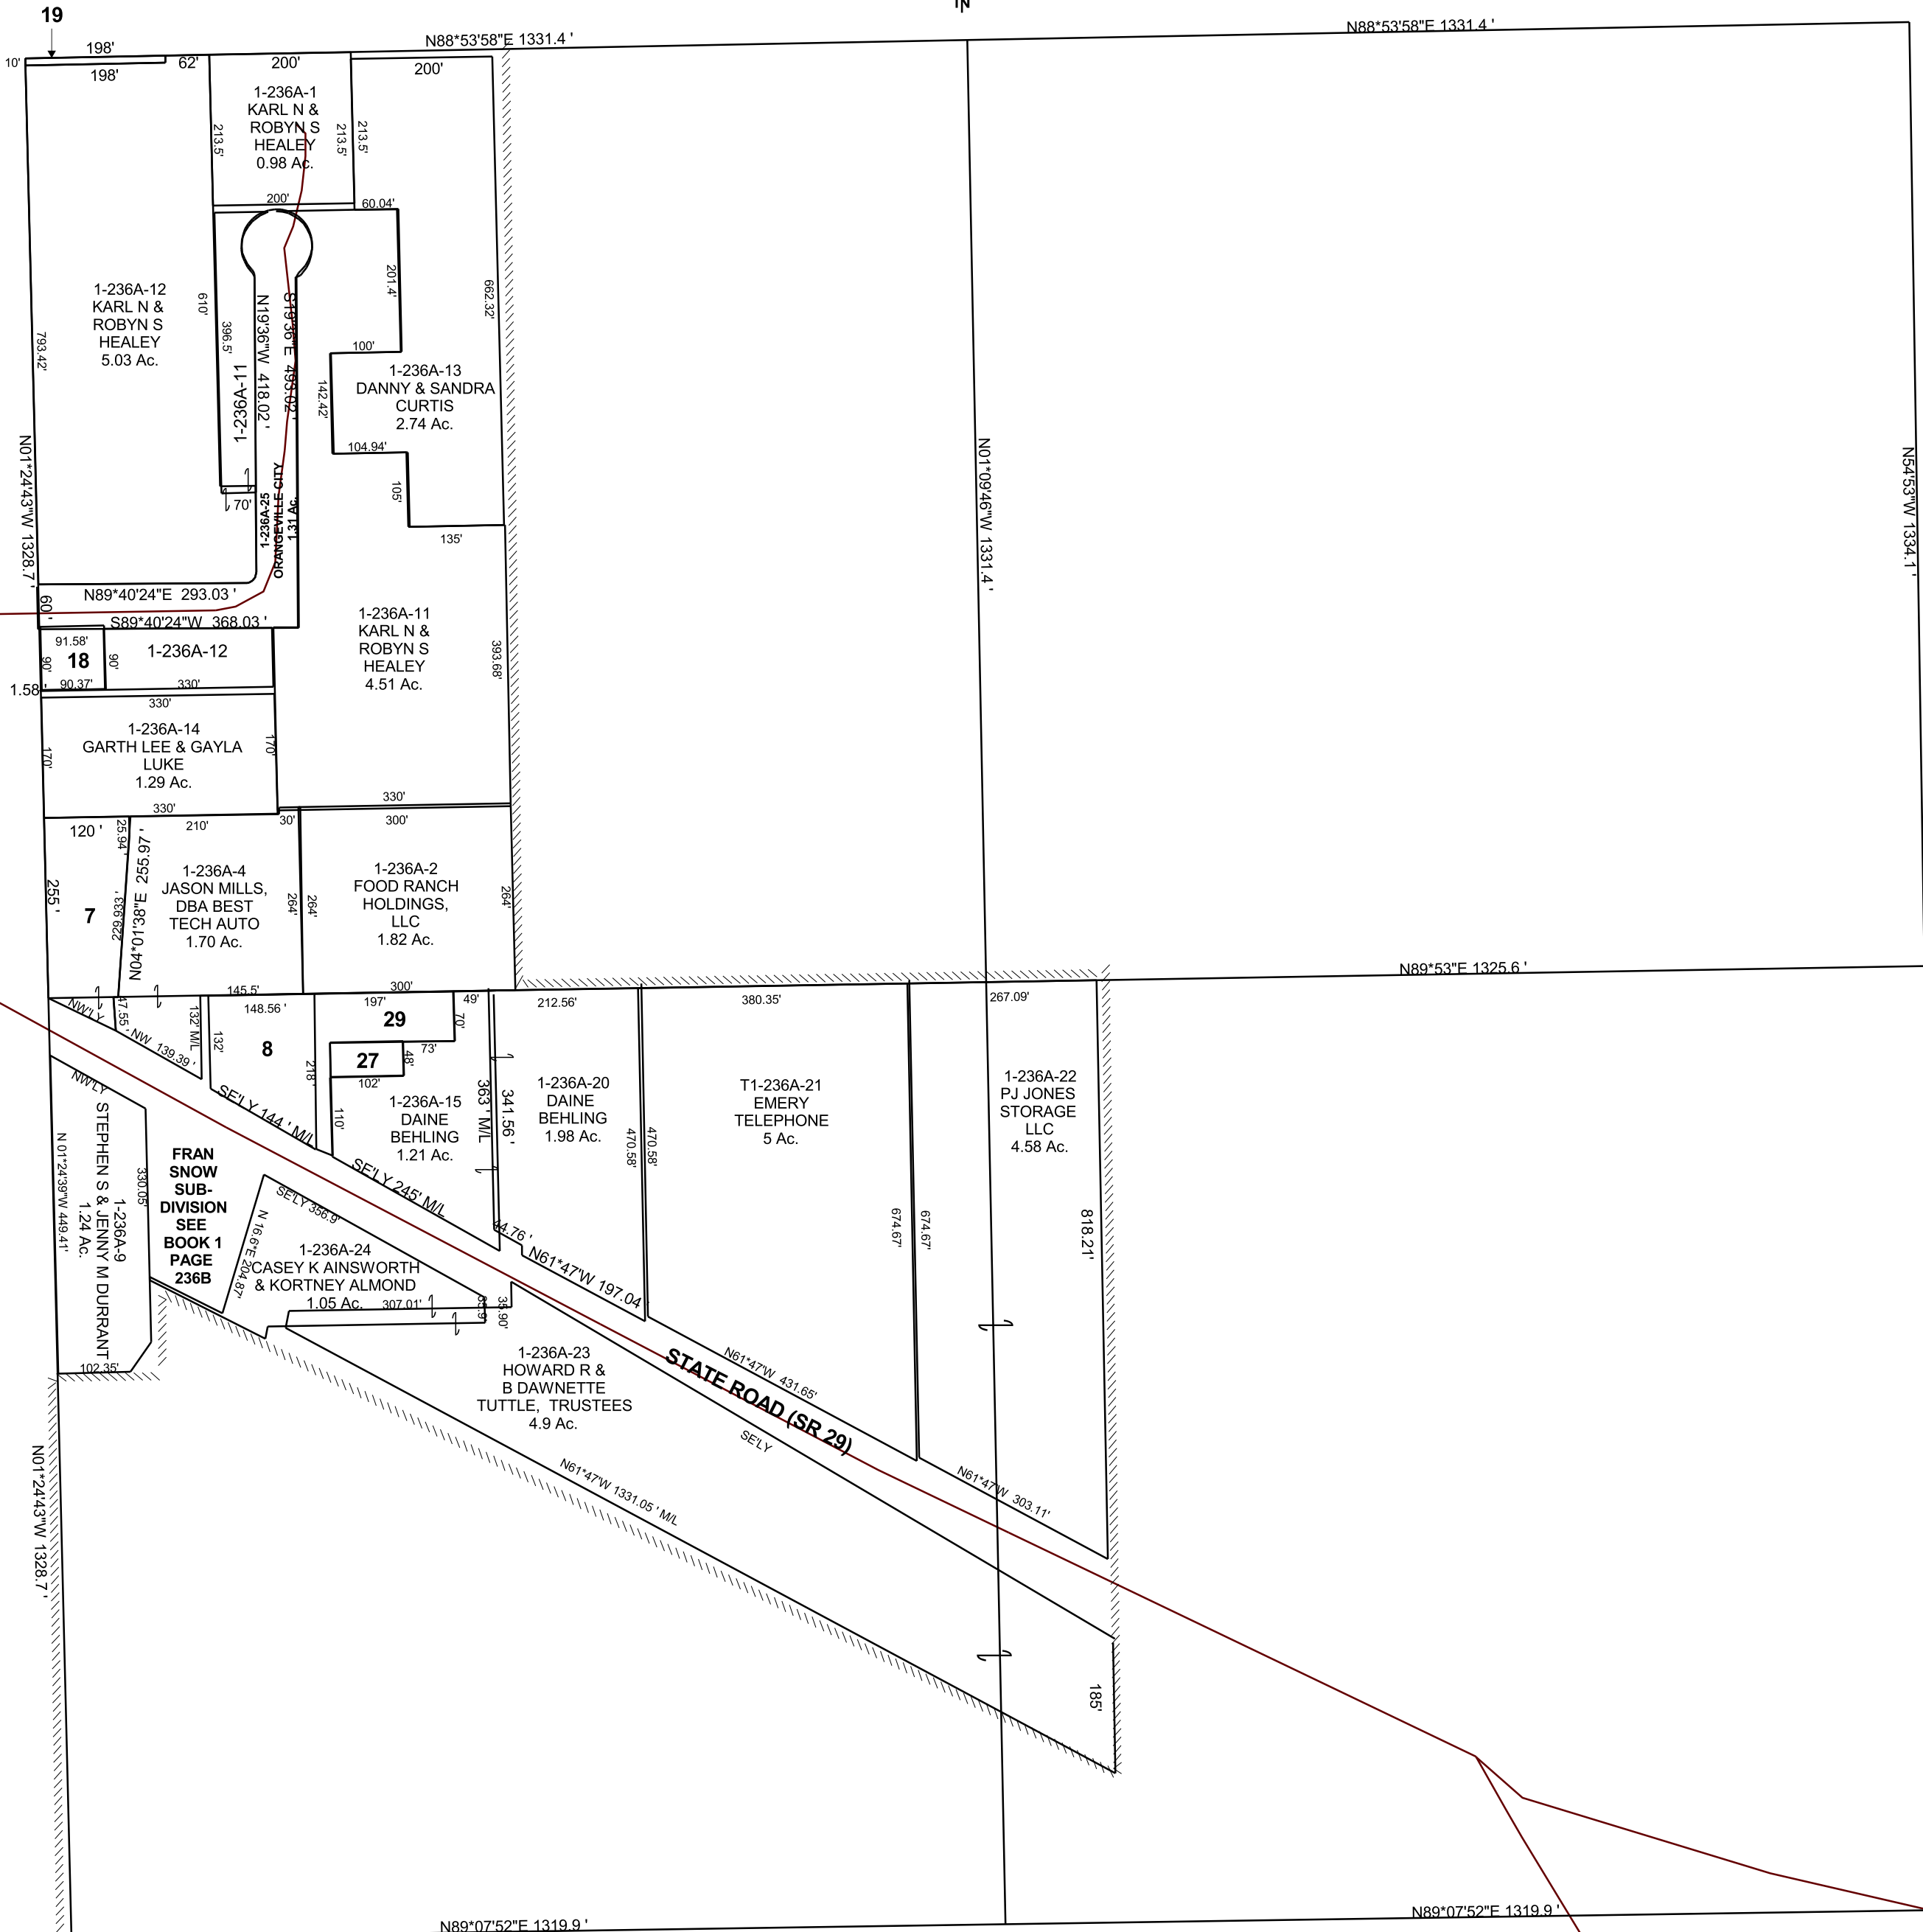 19
N
N88*53'58"E 1331.4 '
N88*53'58"E 1331.4 '
198'
10'
198'
62'
200'
200'
1-236A-1
KARL N &
ROBYN S
HEALEY
0.98 Ac.
213.5'
213.5'
213.5'
200'
60.04'
201.4'
662.32'
1-236A-12
KARL N &
ROBYN S
HEALEY
5.03 Ac.
793.42'
610'
396.5'
1-236A-11
N19'36"W 418.02 '
S19'36"E 493.02 '
100'
142.42'
1-236A-13
DANNY & SANDRA
CURTIS
2.74 Ac.
104.94'
105'
135'
70'
1-236A-25
ORANGEVILLE CITY
1.31 Ac.
N01*24'43"W 1328.7 '
N01*09'46"W 1331.4 '
N54'53"W 1334.1 '
N89*40'24"E 293.03 '
60 '
S89*40'24"W 368.03 '
91.58'
90'
18
90'
90.37'
1-236A-12
330'
1.58 '
1-236A-11
KARL N &
ROBYN S
HEALEY
4.51 Ac.
393.68'
330'
1-236A-14
GARTH LEE & GAYLA
LUKE
1.29 Ac.
170'
170'
330'
330'
120 '
25.94 '
210'
30'
300'
255 '
7
229.933 '
N04*01'38"E 255.97 '
1-236A-4
JASON MILLS,
DBA BEST
TECH AUTO
1.70 Ac.
264'
264'
1-236A-2
FOOD RANCH
HOLDINGS,
LLC
1.82 Ac.
264'
N89*53"E 1325.6 '
145.5'
300'
NW'LY
47.55 '
NW 139.39 '
132' M/L
132'
148.56 '
8
218'
SE'LY 144 ' M/L
197'
29
49'
70'
27
73'
48'
102'
110'
1-236A-15
DAINE
BEHLING
1.21 Ac.
363 ' M/L
341.56 '
SE'LY 245' M/L
212.56'
1-236A-20
DAINE
BEHLING
1.98 Ac.
470.58'
470.58'
44.76 '
N61*47'W 197.04 '
380.35'
T1-236A-21
EMERY
TELEPHONE
5 Ac.
674.67'
674.67'
N61*47'W 431.65'
267.09'
1-236A-22
PJ JONES
STORAGE
LLC
4.58 Ac.
818.21'
N61*47'W 303.11'
NW'LY
N 01*24'39"W 449.41'
1-236A-9
STEPHEN S & JENNY M DURRANT
1.24 Ac.
330.05'
102.35'
FRAN
SNOW
SUB-
DIVISION
SEE
BOOK 1
PAGE
236B
N 16.6*E 204.87'
SE'LY 356.9'
1-236A-24
CASEY K AINSWORTH
& KORTNEY ALMOND
1.05 Ac.
307.01'
35.90'
1-236A-23
HOWARD R &
B DAWNETTE
TUTTLE, TRUSTEES
4.9 Ac.
STATE ROAD (SR 29)
SE'LY
N61*47'W 1331.05 ' M/L
185'
N01*24'43"W 1328.7 '
N89*07'52"E 1319.9 '
N89*07'52"E 1319.9 '